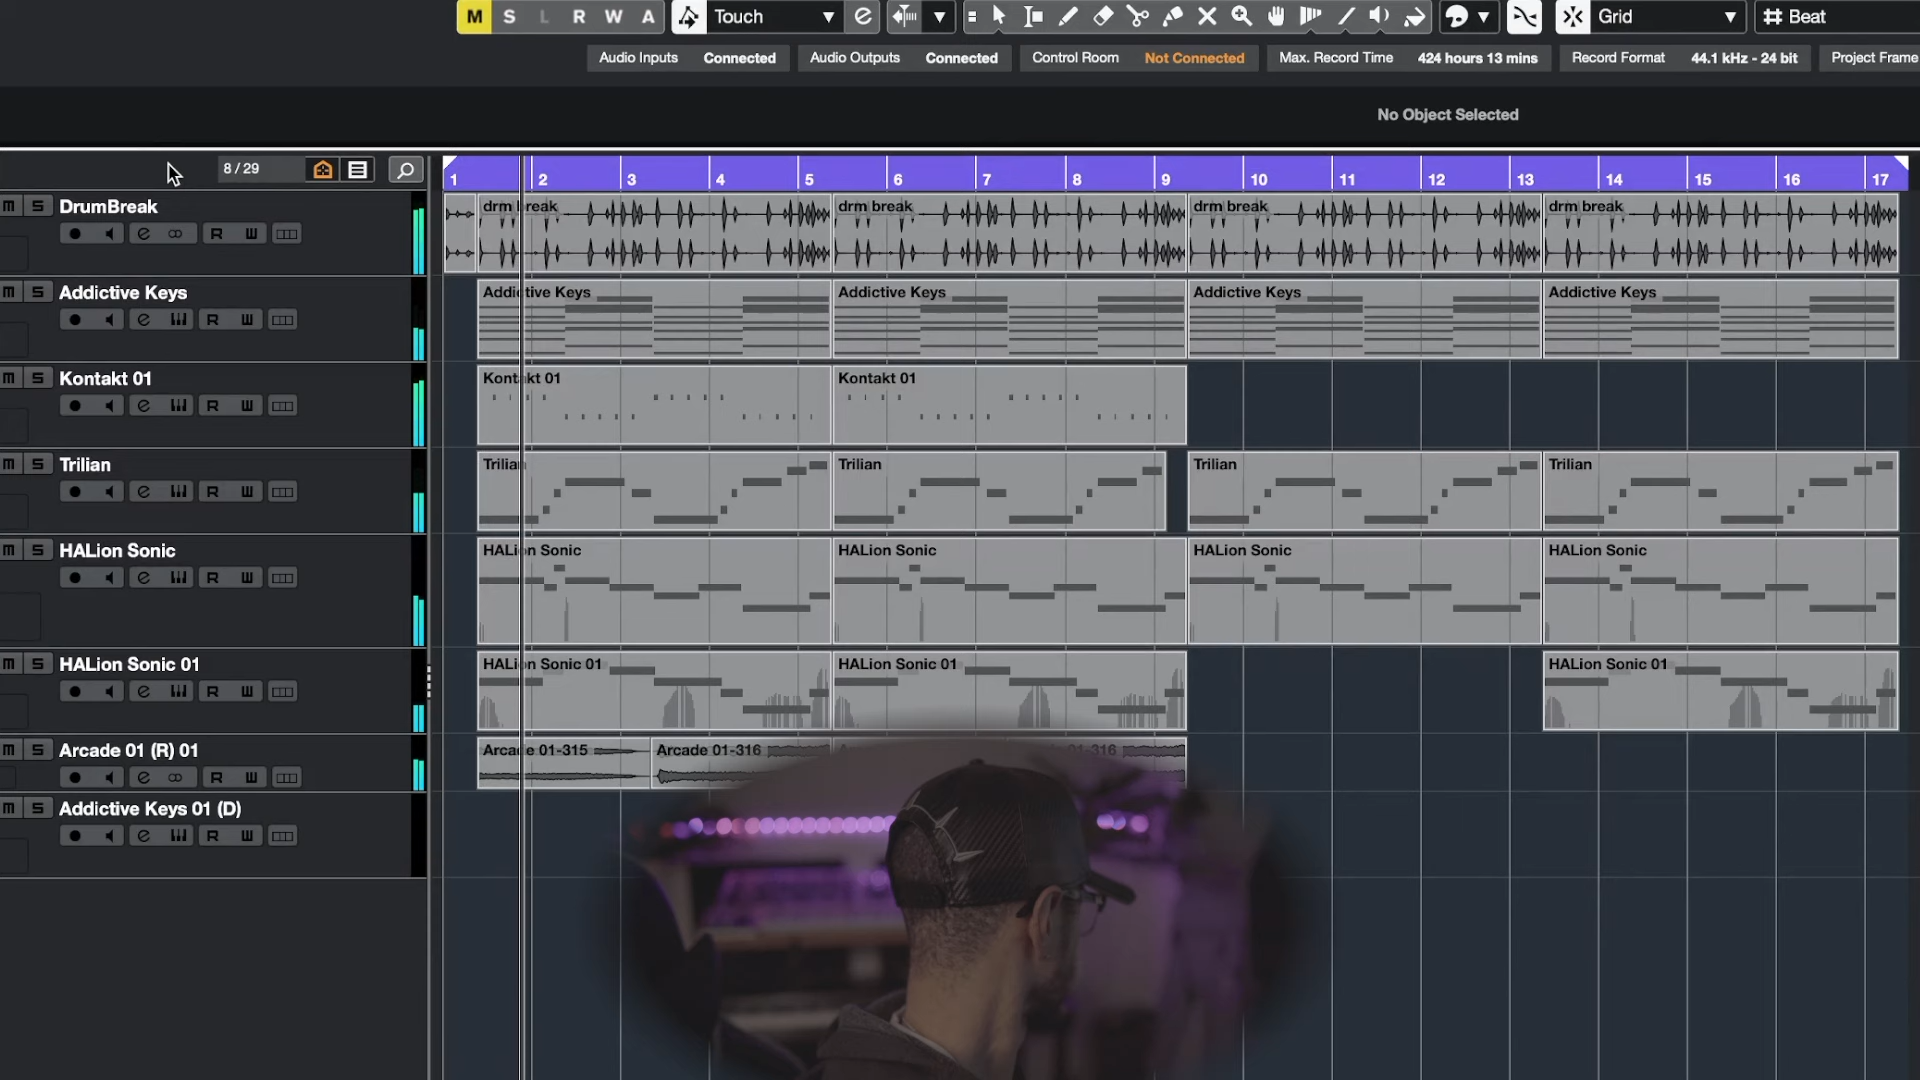 M S L R W A Touch Grid Beat
Audio Inputs Connected Audio Outputs Connected Control Room Not Connected Max. Record Time 424 hours 13 mins Record Format 44.1 kHz - 24 bit Project Frame
No Object Selected
8 / 29
1 2 3 4 5 6 7 8 9 10 11 12 13 14 15 16 17
m S DrumBreak
R W
drm break drm break drm break drm break
m S Addictive Keys
R W
Addictive Keys Addictive Keys Addictive Keys Addictive Keys
m S Kontakt 01
R W
Kontakt 01 Kontakt 01
m S Trilian
R W
Trilian Trilian Trilian Trilian
m S HALion Sonic
R W
HALion Sonic HALion Sonic HALion Sonic HALion Sonic
m S HALion Sonic 01
R W
HALion Sonic 01 HALion Sonic 01 HALion Sonic 01
m S Arcade 01 (R) 01
R W
Arcade 01-315 Arcade 01-316
m S Addictive Keys 01 (D)
R W